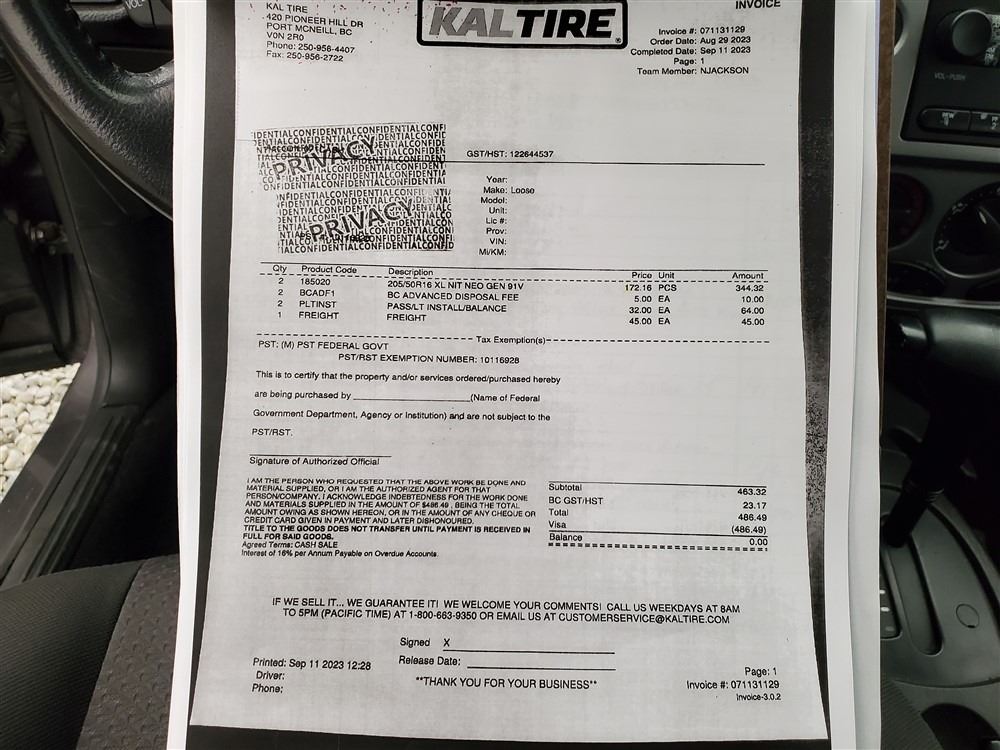 KAL TIRE
420 PIONEER HILL DR
PORT MCNEILL, BC
V0N 2R0
Phone: 250-956-4407
Fax: 250-956-2722
KALTIRE
INVOICE
Invoice #: 071131129
Order Date: Aug 29 2023
Completed Date: Sep 11 2023
Page: 1
Team Member: NJACKSON
VOL
VOL-PUSH
IDENTIALCONFIDENTIALCONFIDENTIALCONFI
PRIVACY
PRIVACY
GST/HST: 122644537
Year:
Make: Loose
Model:
Unit:
Lic #:
Prov:
VIN:
Mi/KM:
Qty Product Code Description Price Unit Amount
2 185020 205/50R16 XL NIT NEO GEN 91V 172.16 PCS 344.32
2 BCADF1 BC ADVANCED DISPOSAL FEE 5.00 EA 10.00
2 PLTINST PASS/LT INSTALL/BALANCE 32.00 EA 64.00
1 FREIGHT FREIGHT 45.00 EA 45.00
Tax Exemption(s)
PST: (M) PST FEDERAL GOVT
PST/RST EXEMPTION NUMBER: 10116928
This is to certify that the property and/or services ordered/purchased hereby
are being purchased by ____________________(Name of Federal
Government Department, Agency or Institution) and are not subject to the
PST/RST.
Signature of Authorized Official
I AM THE PERSON WHO REQUESTED THAT THE ABOVE WORK BE DONE AND
MATERIAL SUPPLIED, OR I AM THE AUTHORIZED AGENT FOR THAT
PERSON/COMPANY. I ACKNOWLEDGE INDEBTEDNESS FOR THE WORK DONE
AND MATERIALS SUPPLIED IN THE AMOUNT OF $486.49, BEING THE TOTAL
AMOUNT OWING AS SHOWN HEREON, OR IN THE AMOUNT OF ANY CHEQUE OR
CREDIT CARD GIVEN IN PAYMENT AND LATER DISHONOURED.
TITLE TO THE GOODS DOES NOT TRANSFER UNTIL PAYMENT IS RECEIVED IN
FULL FOR SAID GOODS.
Agreed Terms: CASH SALE
Interest of 16% per Annum Payable on Overdue Accounts.
Subtotal 463.32
BC GST/HST 23.17
Total 486.49
Visa (486.49)
Balance 0.00
IF WE SELL IT... WE GUARANTEE IT! WE WELCOME YOUR COMMENTS! CALL US WEEKDAYS AT 8AM
TO 5PM (PACIFIC TIME) AT 1-800-663-9350 OR EMAIL US AT CUSTOMERSERVICE@KALTIRE.COM
Signed X
Release Date:
**THANK YOU FOR YOUR BUSINESS**
Printed: Sep 11 2023 12:28
Driver:
Phone:
Page: 1
Invoice #: 071131129
Invoice-3.0.2